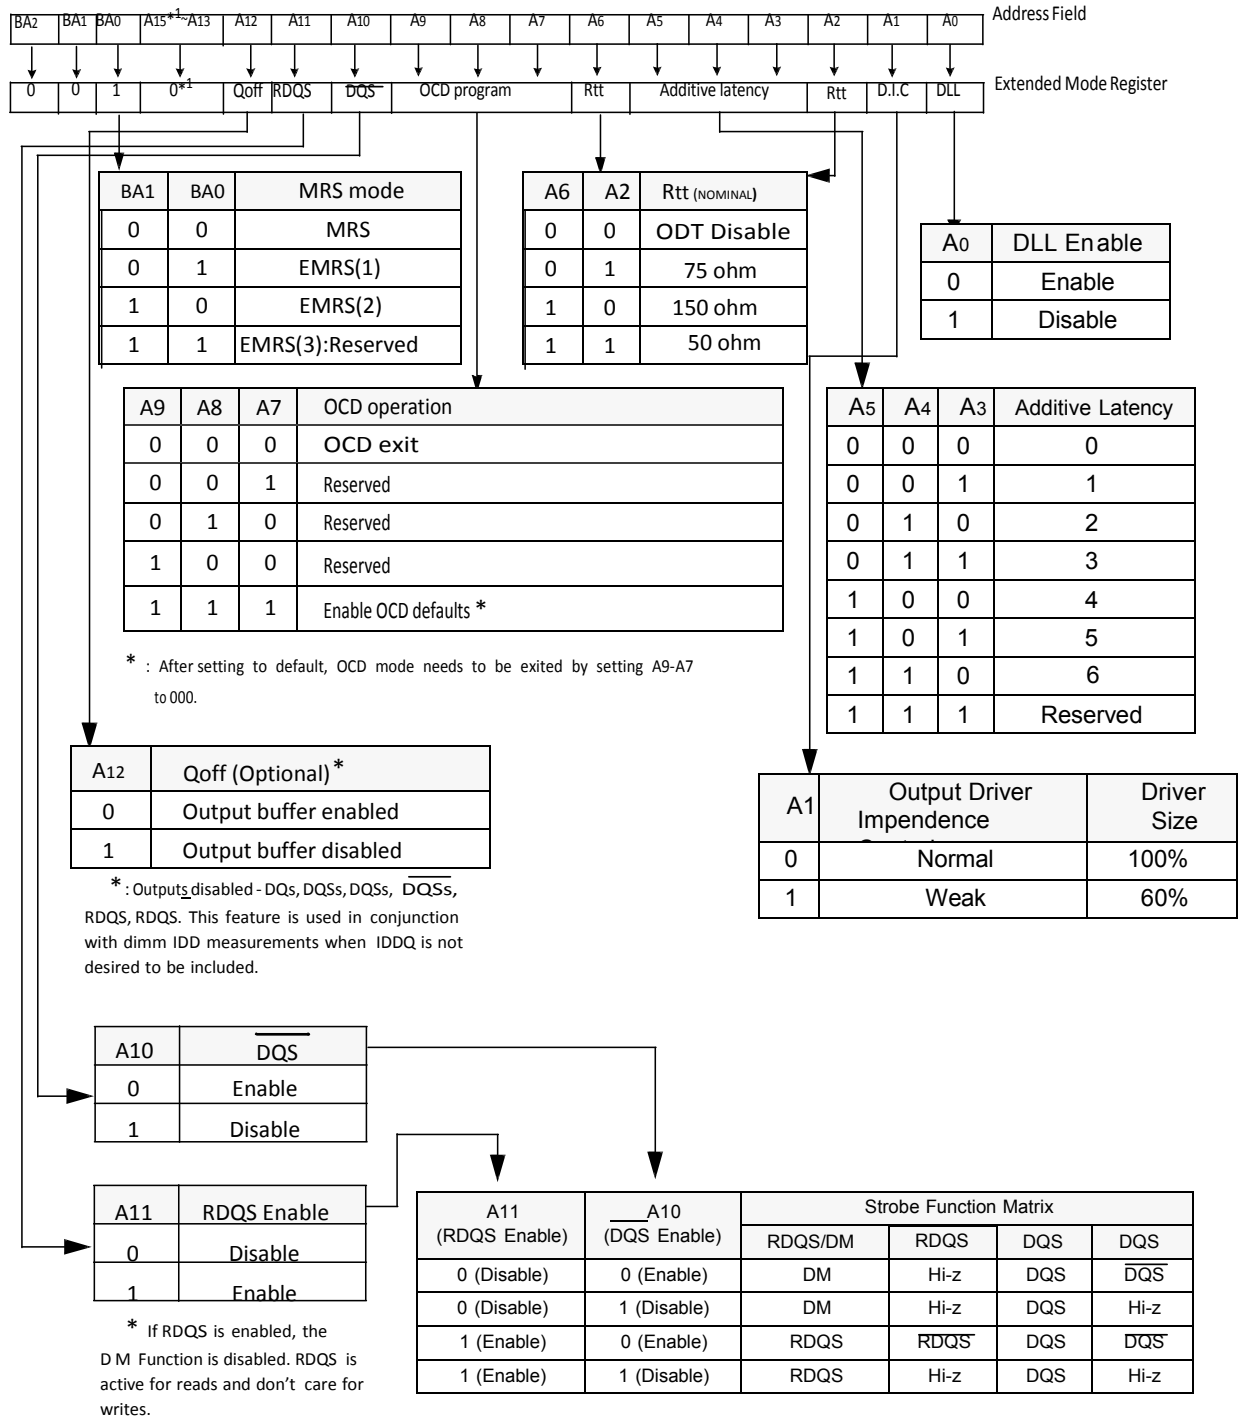 BA2 BA1 BA0 A15*1~A13 A12 A11 A10 A9 A8 A7 A6 A5 A4 A3 A2 A1 A0 Address Field
0 0 1 0*1 Qoff RDQS DQS OCD program Rtt Additive latency Rtt D.I.C DLL Extended Mode Register
BA1 BA0 MRS mode
0 0 MRS
0 1 EMRS(1)
1 0 EMRS(2)
1 1 EMRS(3):Reserved
A6 A2 Rtt (NOMINAL)
0 0 ODT Disable
0 1 75 ohm
1 0 150 ohm
1 1 50 ohm
A0 DLL Enable
0 Enable
1 Disable
A9 A8 A7 OCD operation
0 0 0 OCD exit
0 0 1 Reserved
0 1 0 Reserved
1 0 0 Reserved
1 1 1 Enable OCD defaults *
* : After setting to default, OCD mode needs to be exited by setting A9-A7
to 000.
A5 A4 A3 Additive Latency
0 0 0 0
0 0 1 1
0 1 0 2
0 1 1 3
1 0 0 4
1 0 1 5
1 1 0 6
1 1 1 Reserved
A12 Qoff (Optional)*
0 Output buffer enabled
1 Output buffer disabled
* : Outputs disabled - DQs, DQSs, DQSs, DQSs,
RDQS, RDQS. This feature is used in conjunction
with dimm IDD measurements when IDDQ is not
desired to be included.
A1 Output Driver Driver
Impendence Size
0 Normal 100%
1 Weak 60%
A10 DQS
0 Enable
1 Disable
A11 RDQS Enable
0 Disable
1 Enable
* If RDQS is enabled, the
D M Function is disabled. RDQS is
active for reads and don't care for
writes.
A11 A10 Strobe Function Matrix
(RDQS Enable) (DQS Enable) RDQS/DM RDQS DQS DQS
0 (Disable) 0 (Enable) DM Hi-z DQS DQS
0 (Disable) 1 (Disable) DM Hi-z DQS Hi-z
1 (Enable) 0 (Enable) RDQS RDQS DQS DQS
1 (Enable) 1 (Disable) RDQS Hi-z DQS Hi-z